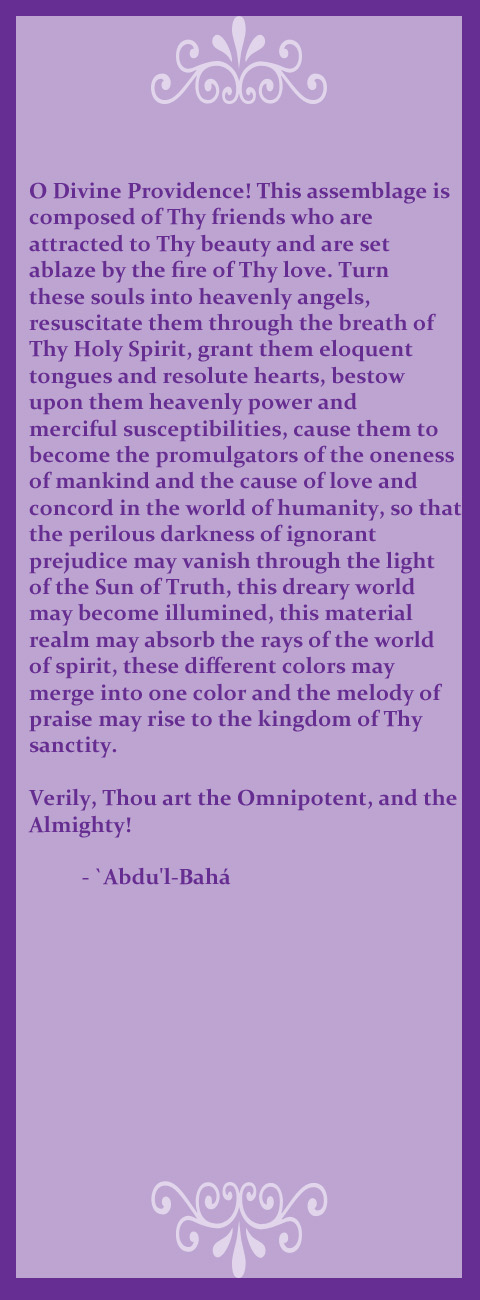 O Divine Providence! This assemblage is
composed of Thy friends who are
attracted to Thy beauty and are set
ablaze by the fire of Thy love. Turn
these souls into heavenly angels,
resuscitate them through the breath of
Thy Holy Spirit, grant them eloquent
tongues and resolute hearts, bestow
upon them heavenly power and
merciful susceptibilities, cause them to
become the promulgators of the oneness
of mankind and the cause of love and
concord in the world of humanity, so that
the perilous darkness of ignorant
prejudice may vanish through the light
of the Sun of Truth, this dreary world
may become illumined, this material
realm may absorb the rays of the world
of spirit, these different colors may
merge into one color and the melody of
praise may rise to the kingdom of Thy
sanctity.
Verily, Thou art the Omnipotent, and the
Almighty!
- `Abdu'l-Bahá